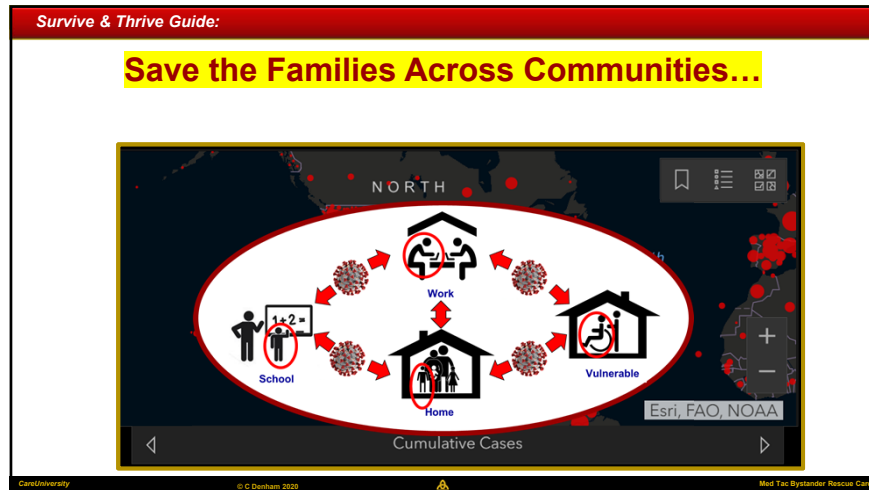 Survive & Thrive Guide:
Save the Families Across Communities…
NORTH
Work
1+2=
School
Vulnerable
Home
Esri, FAO, NOAA
Cumulative Cases
CareUniversity
© C Denham 2020
Med Tac Bystander Rescue Care